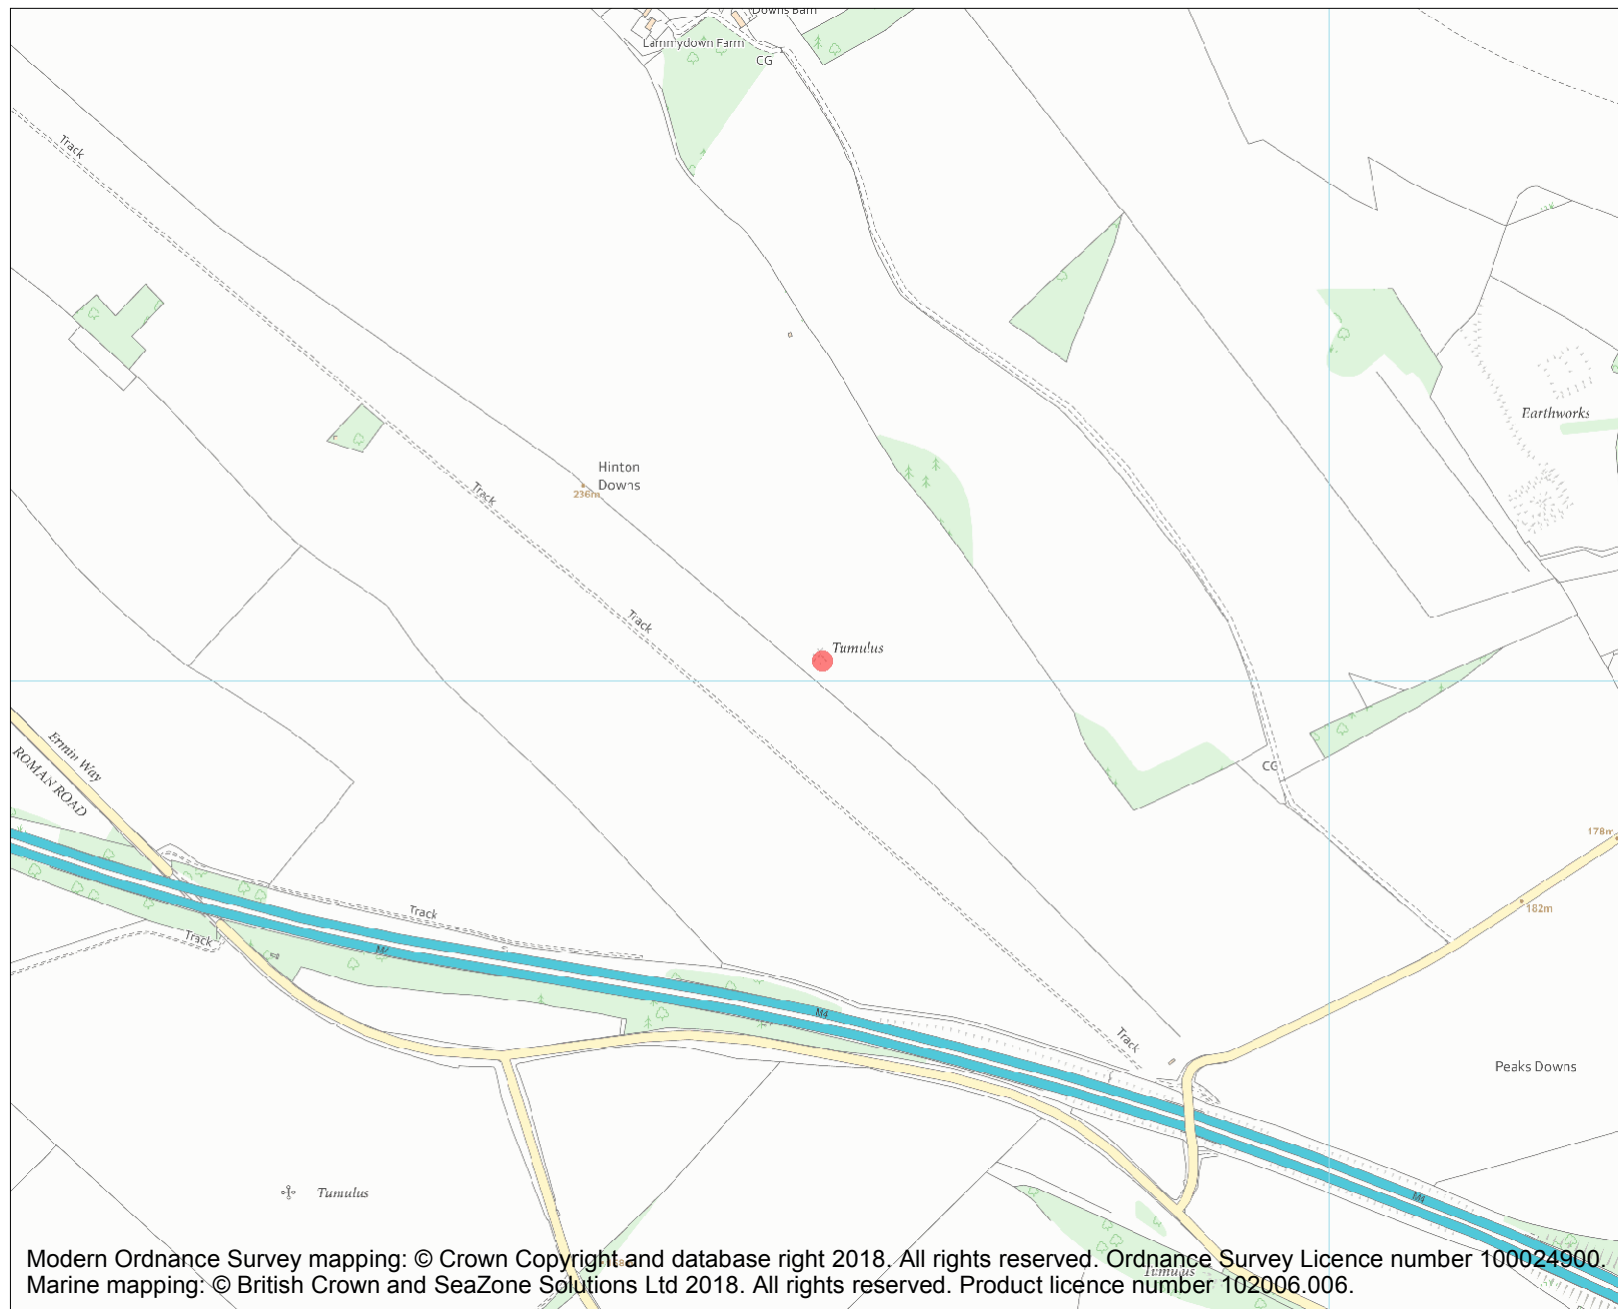 Downs Barn
Lammydown Farm
CG
Track
Earthworks
Hinton
Downs
236m
Track
Track
Tumulus
Ermin Way
ROMAN ROAD
CG
178m
182m
Track
Track
M4
M4
Track
Peaks Downs
Tumulus
M4
Modern Ordnance Survey mapping: © Crown Copyright and database right 2018. All rights reserved. Ordnance Survey Licence number 100024900.
Tumulus
Marine mapping: © British Crown and SeaZone Solutions Ltd 2018. All rights reserved. Product licence number 102006.006.